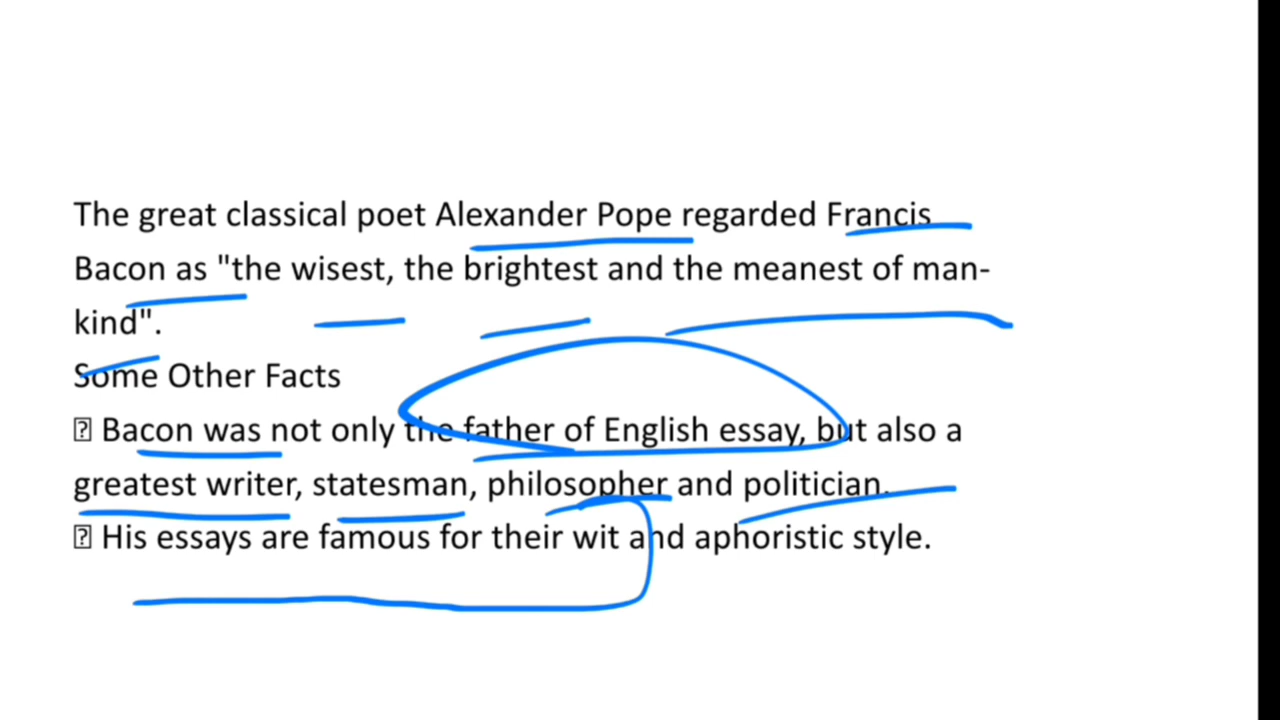 The great classical poet Alexander Pope regarded Francis
Bacon as "the wisest, the brightest and the meanest of man-
kind".
Some Other Facts
⍰ Bacon was not only the father of English essay, but also a
greatest writer, statesman, philosopher and politician.
⍰ His essays are famous for their wit and aphoristic style.